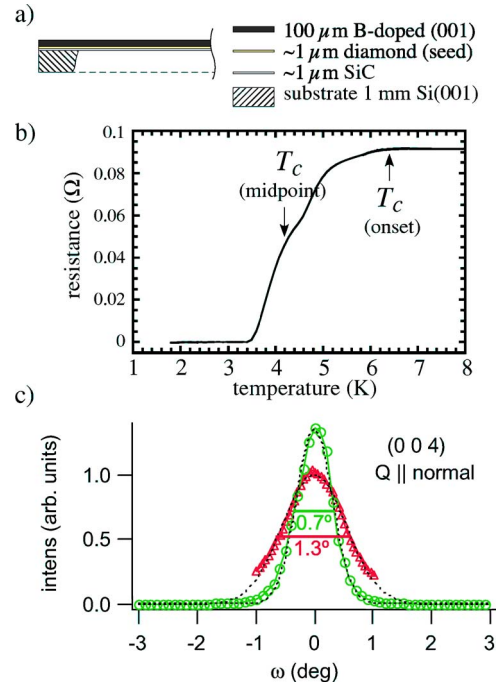 a)
100 μm B-doped (001)
~1 μm diamond (seed)
~1 μm SiC
substrate 1 mm Si(001)
b)
0.1
0.08
0.06
0.04
0.02
0
resistance (Ω)
T_C
(midpoint)
T_C
(onset)
1 2 3 4 5 6 7 8
temperature (K)
c)
intens (arb. units)
1.0
0.5
0.0
(0 0 4)
Q || normal
0.7º
1.3º
-3 -2 -1 0 1 2 3
ω (deg)